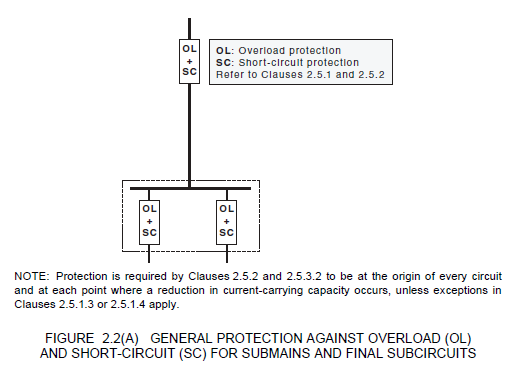 OL
+
SC
OL: Overload protection
SC: Short-circuit protection
Refer to Clauses 2.5.1 and 2.5.2
OL
+
SC
OL
+
SC
NOTE: Protection is required by Clauses 2.5.2 and 2.5.3.2 to be at the origin of every circuit
and at each point where a reduction in current-carrying capacity occurs, unless exceptions in
Clauses 2.5.1.3 or 2.5.1.4 apply.
FIGURE 2.2(A) GENERAL PROTECTION AGAINST OVERLOAD (OL)
AND SHORT-CIRCUIT (SC) FOR SUBMAINS AND FINAL SUBCIRCUITS